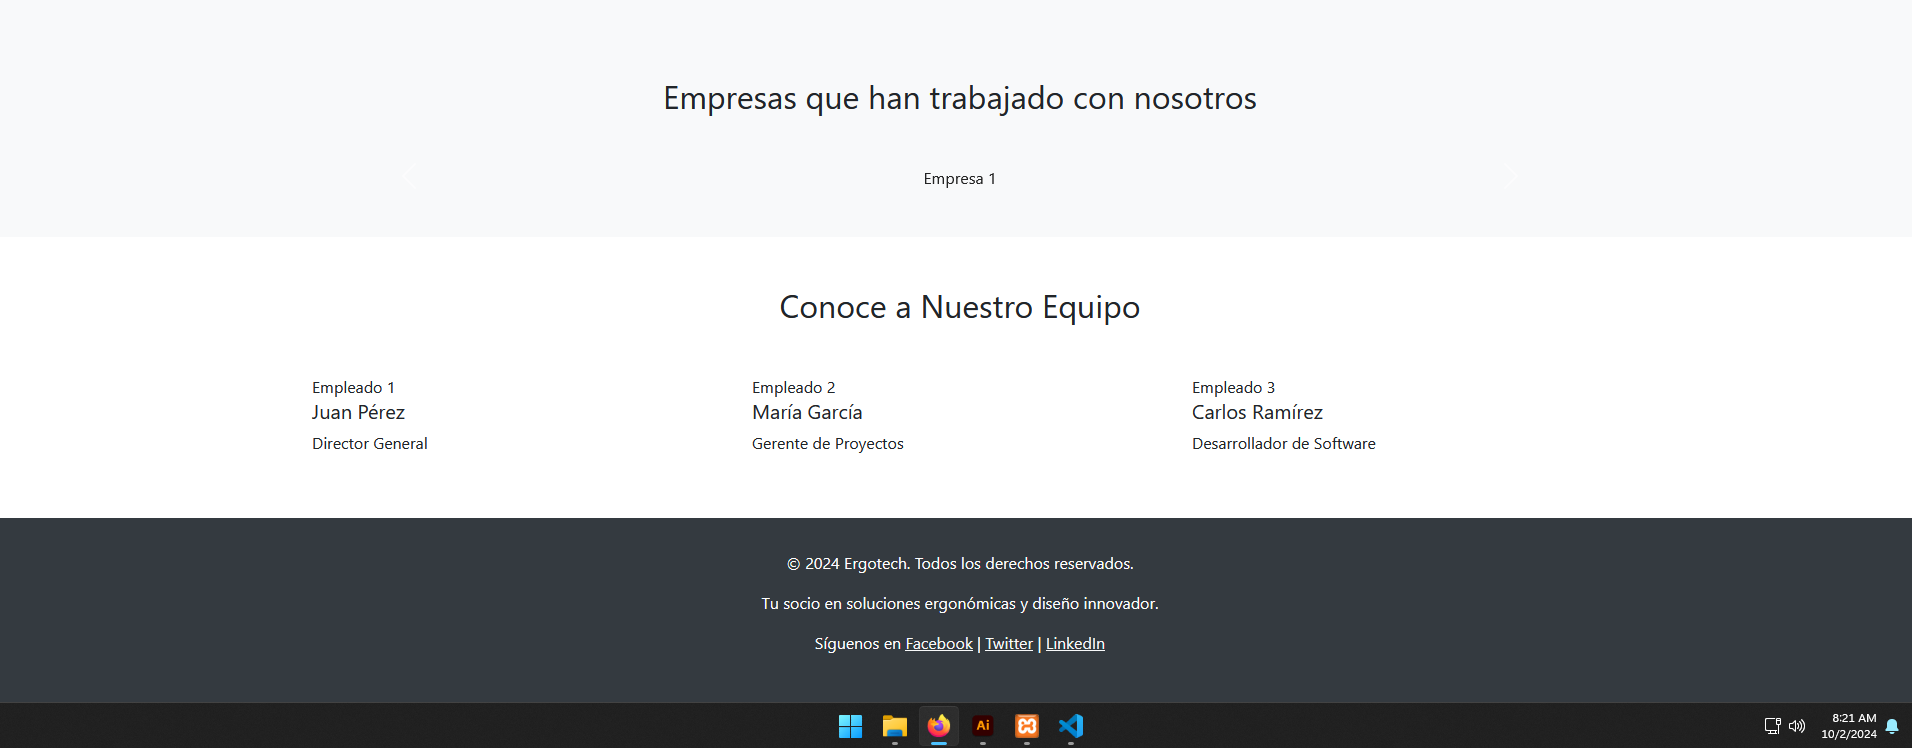 Empresas que han trabajado con nosotros
Empresa 1
Conoce a Nuestro Equipo
Empleado 1
Juan Pérez
Director General
Empleado 2
María García
Gerente de Proyectos
Empleado 3
Carlos Ramírez
Desarrollador de Software
© 2024 Ergotech. Todos los derechos reservados.
Tu socio en soluciones ergonómicas y diseño innovador.
Síguenos en Facebook | Twitter | LinkedIn
Ai
8:21 AM
10/2/2024